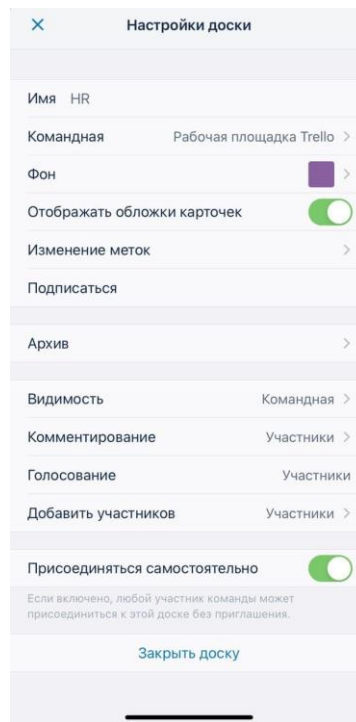 Настройки доски
Имя HR
Командная Рабочая площадка Trello
Фон
Отображать обложки карточек
Изменение меток
Подписаться
Архив
Видимость Командная
Комментирование Участники
Голосование Участники
Добавить участников Участники
Присоединяться самостоятельно
Если включено, любой участник команды может
присоединиться к этой доске без приглашения.
Закрыть доску